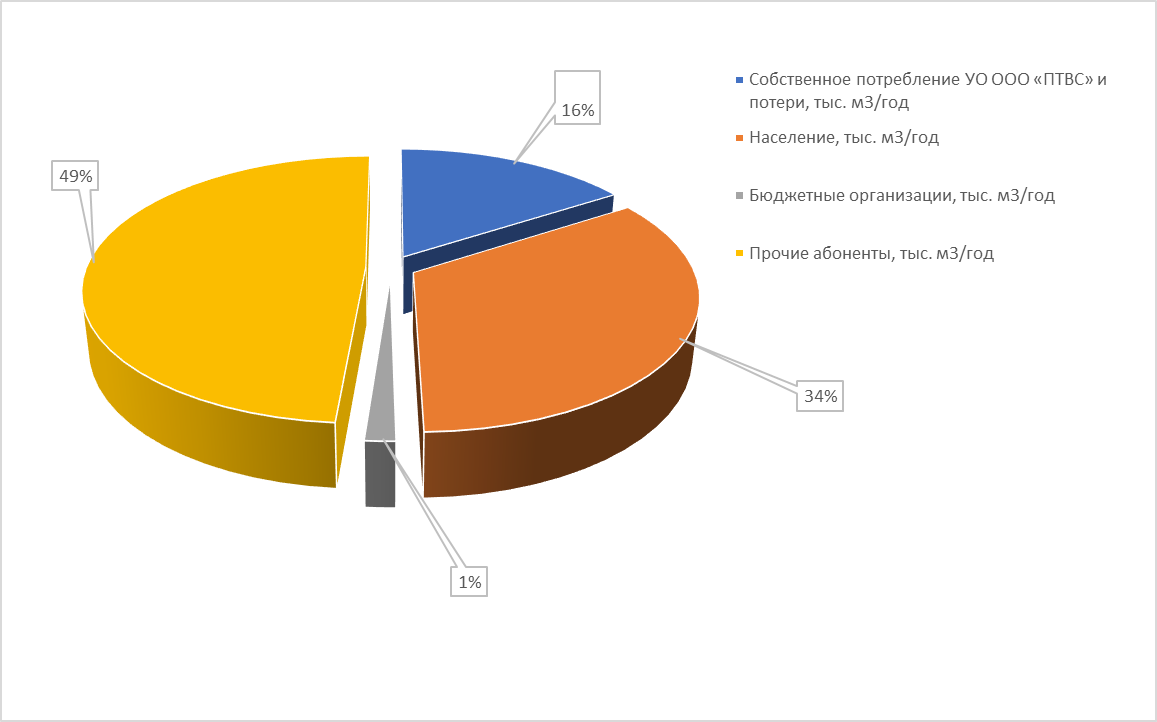 16%
49%
34%
1%
Собственное потребление УО ООО «ПТВС» и
потери, тыс. м3/год
Население, тыс. м3/год
Бюджетные организации, тыс. м3/год
Прочие абоненты, тыс. м3/год